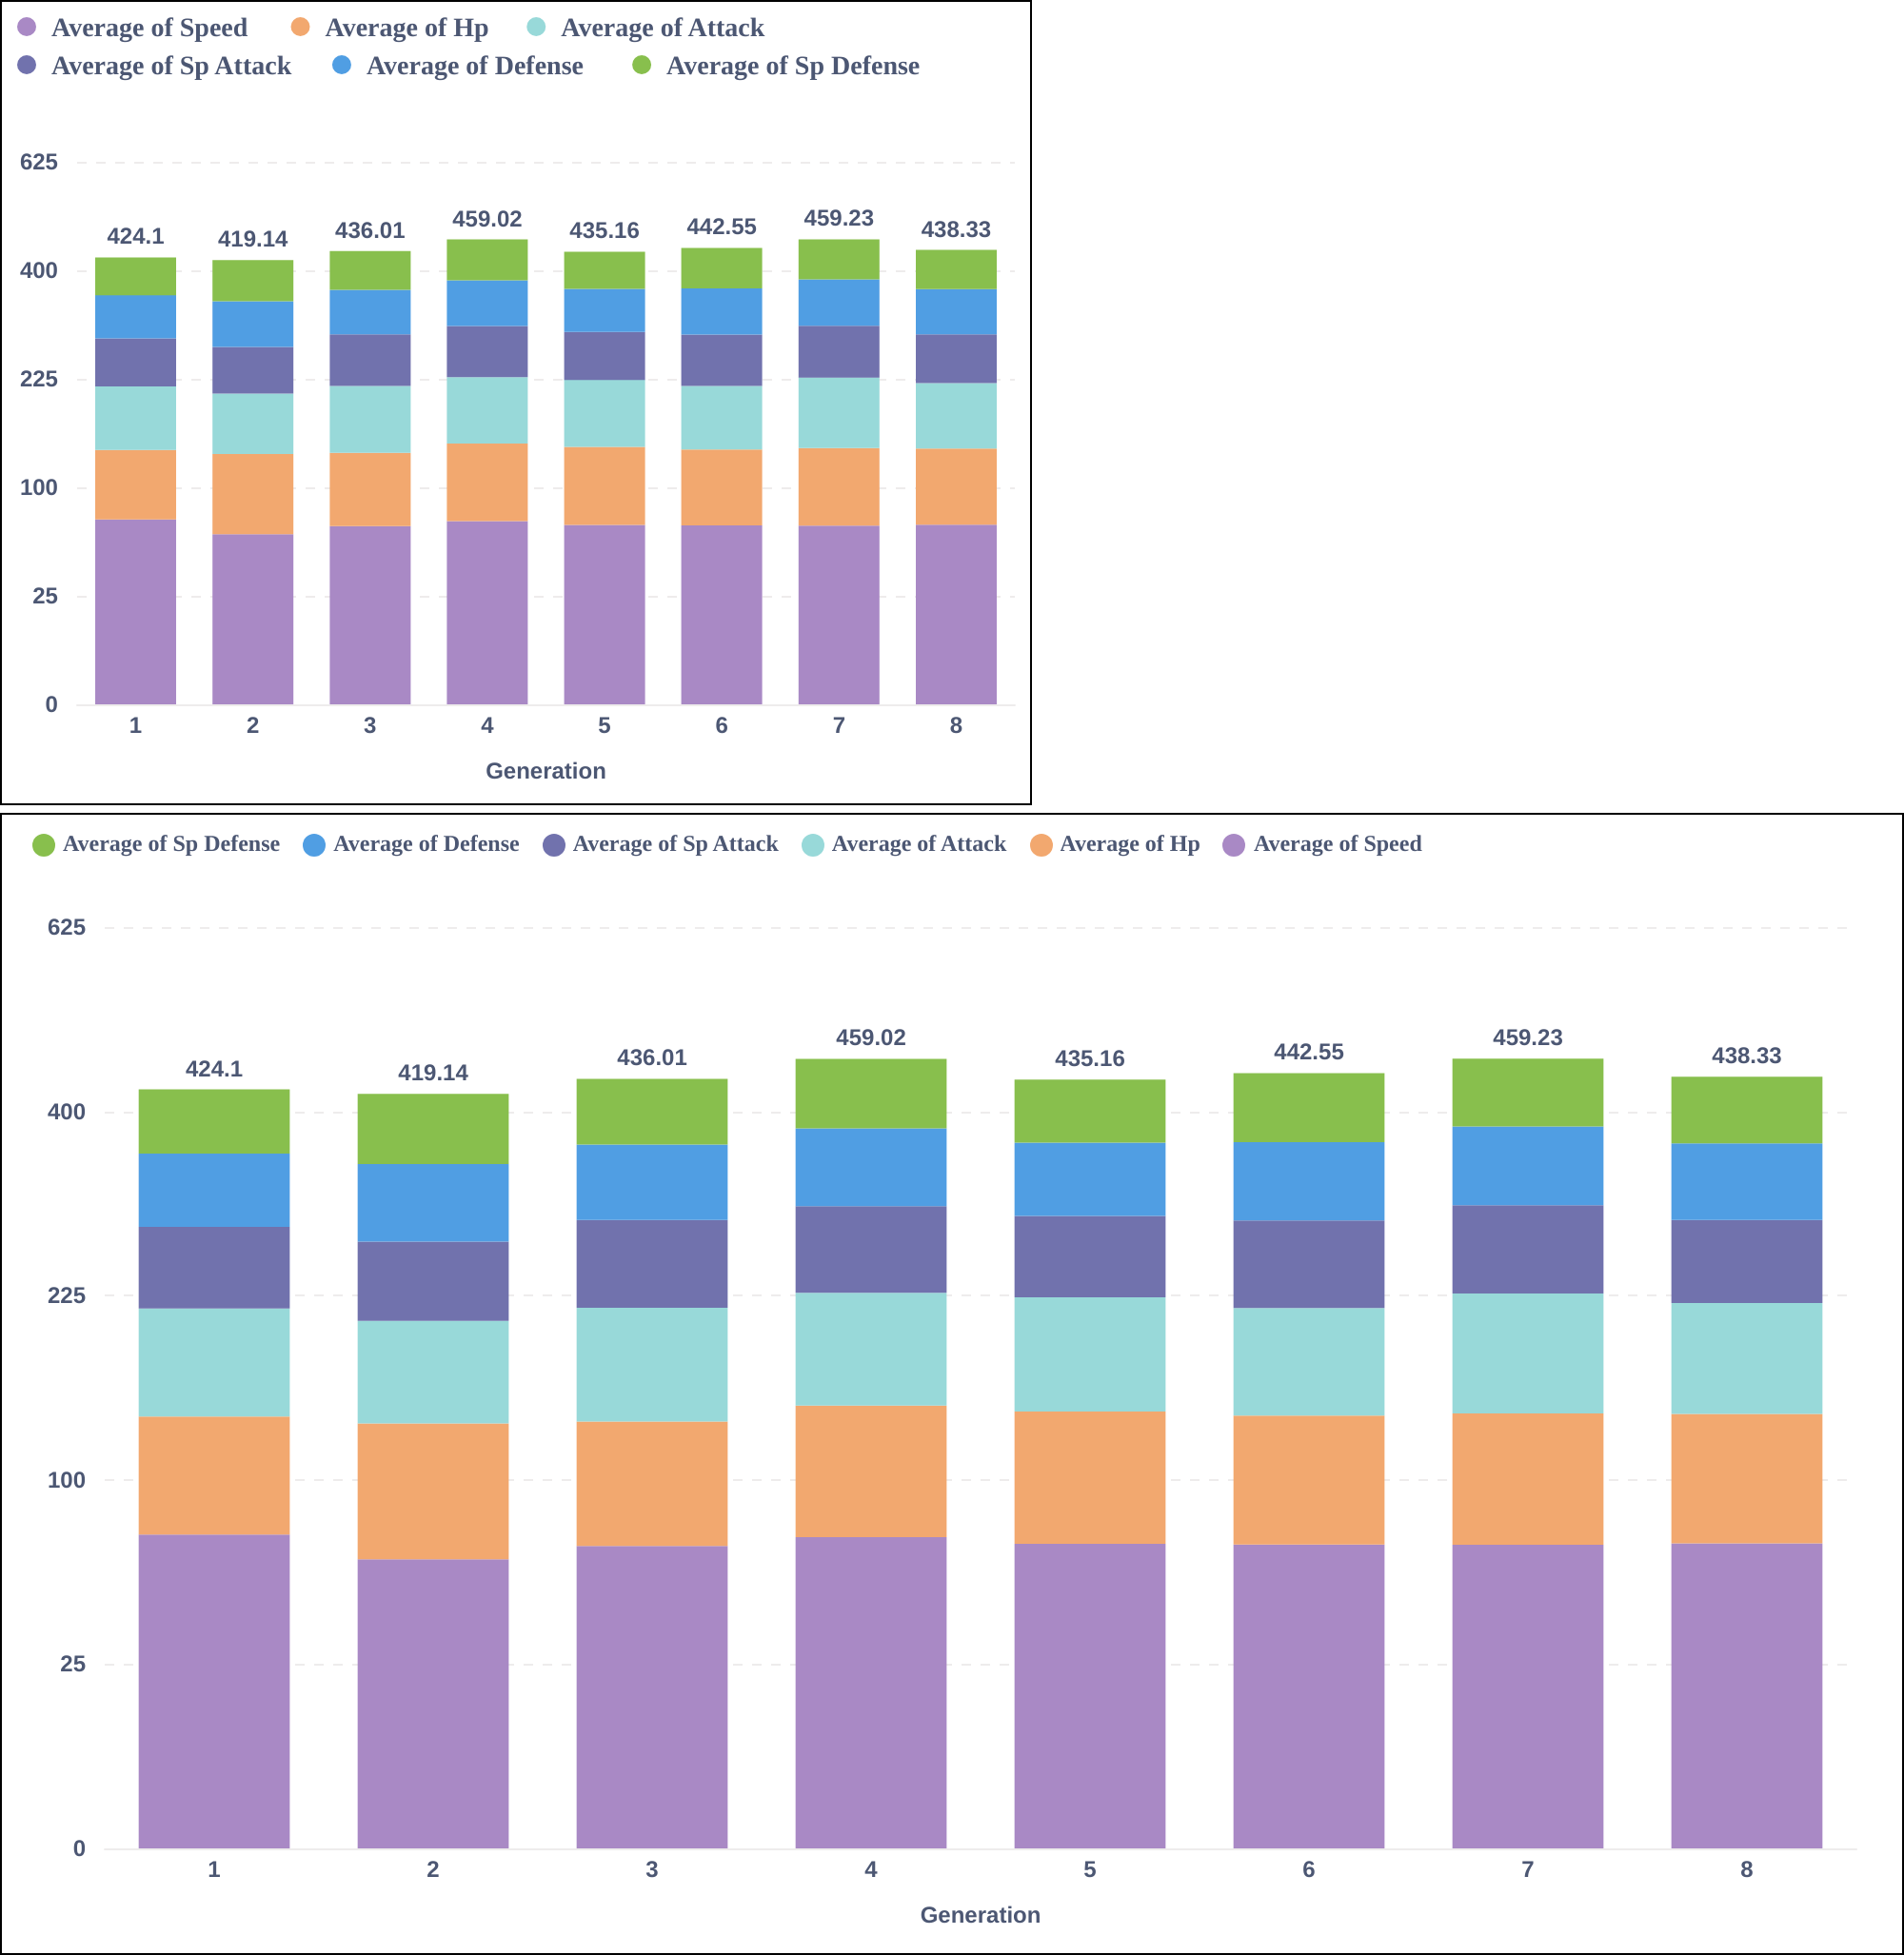 Average of Speed Average of Hp Average of Attack
Average of Sp Attack Average of Defense Average of Sp Defense
625
424.1 419.14 436.01 459.02 435.16 442.55 459.23 438.33
400
225
100
25
0
1 2 3 4 5 6 7 8
Generation
Average of Sp Defense Average of Defense Average of Sp Attack Average of Attack Average of Hp Average of Speed
625
424.1 419.14 436.01 459.02 435.16 442.55 459.23 438.33
400
225
100
25
0
1 2 3 4 5 6 7 8
Generation